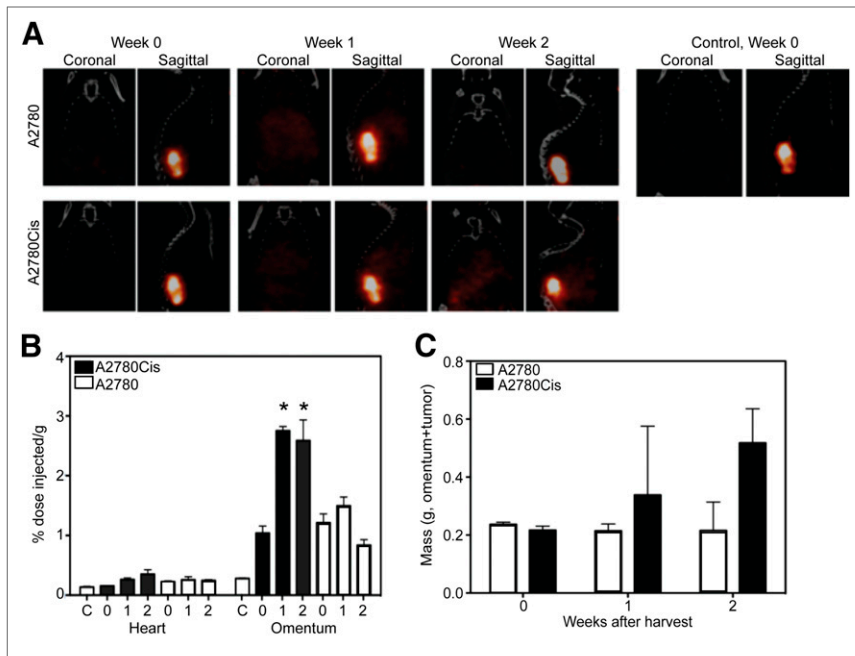 A
Week 0 Week 1 Week 2 Control, Week 0
Coronal Sagittal Coronal Sagittal Coronal Sagittal Coronal Sagittal
A2780
A2780Cis
B
A2780Cis
A2780
% dose injected/g
4
3
2
1
0
* *
C 0 1 2 0 1 2 C 0 1 2 0 1 2
Heart Omentum
C
A2780
A2780Cis
Mass (g, omentum+tumor)
0.8
0.6
0.4
0.2
0.0
0 1 2
Weeks after harvest